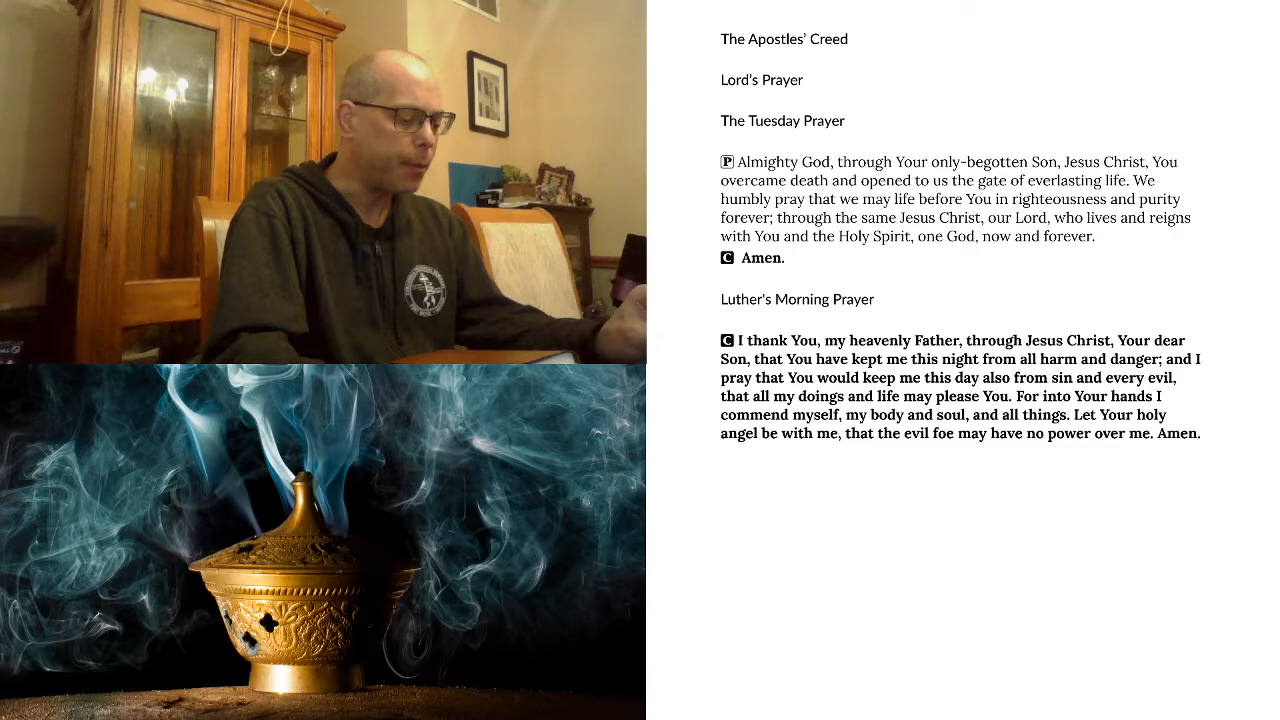 The Apostles’ Creed
Lord’s Prayer
The Tuesday Prayer
P Almighty God, through Your only-begotten Son, Jesus Christ, You
overcame death and opened to us the gate of everlasting life. We
humbly pray that we may life before You in righteousness and purity
forever; through the same Jesus Christ, our Lord, who lives and reigns
with You and the Holy Spirit, one God, now and forever.
C Amen.
Luther's Morning Prayer
C I thank You, my heavenly Father, through Jesus Christ, Your dear
Son, that You have kept me this night from all harm and danger; and I
pray that You would keep me this day also from sin and every evil,
that all my doings and life may please You. For into Your hands I
commend myself, my body and soul, and all things. Let Your holy
angel be with me, that the evil foe may have no power over me. Amen.